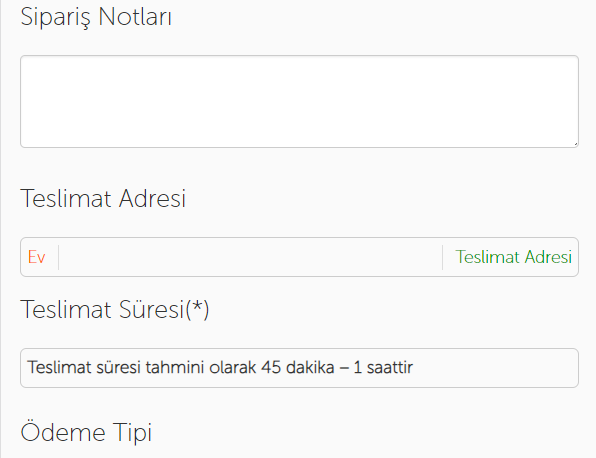 Sipariş Notları
Teslimat Adresi
Ev Teslimat Adresi
Teslimat Süresi(*)
Teslimat süresi tahmini olarak 45 dakika – 1 saattir
Ödeme Tipi